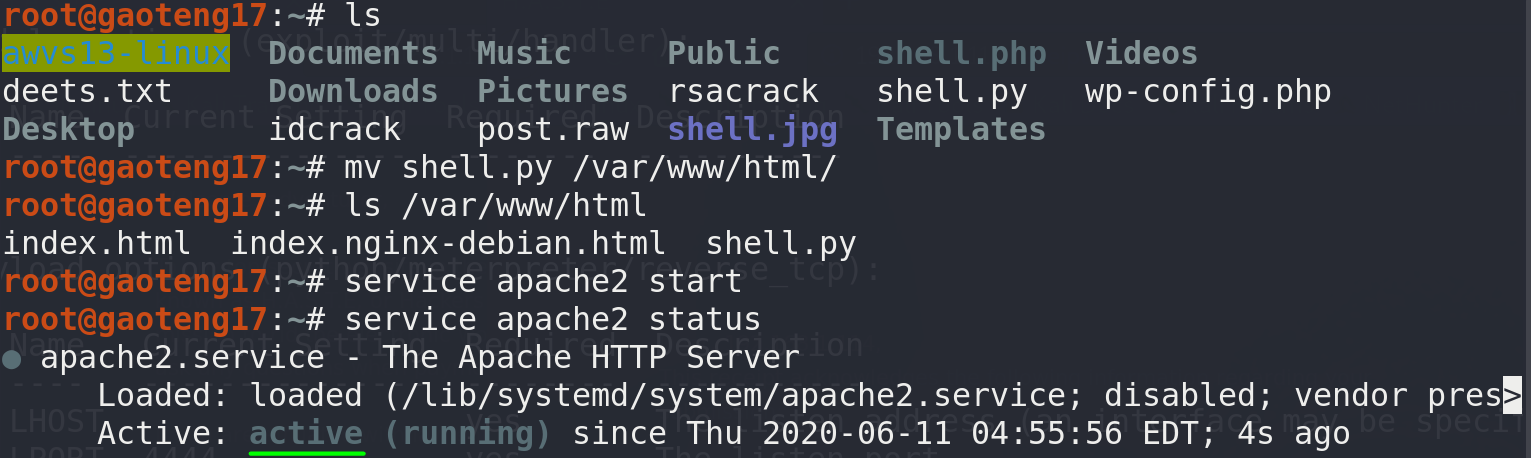 root@gaoteng17:~# ls
awvs13-linux  Documents  Music     Public     shell.php  Videos
deets.txt     Downloads  Pictures  rsacrack   shell.py   wp-config.php
Desktop       idcrack    post.raw  shell.jpg  Templates
root@gaoteng17:~# mv shell.py /var/www/html/
root@gaoteng17:~# ls /var/www/html
index.html  index.nginx-debian.html  shell.py
root@gaoteng17:~# service apache2 start
root@gaoteng17:~# service apache2 status
● apache2.service - The Apache HTTP Server
     Loaded: loaded (/lib/systemd/system/apache2.service; disabled; vendor pres>
     Active: active (running) since Thu 2020-06-11 04:55:56 EDT; 4s ago